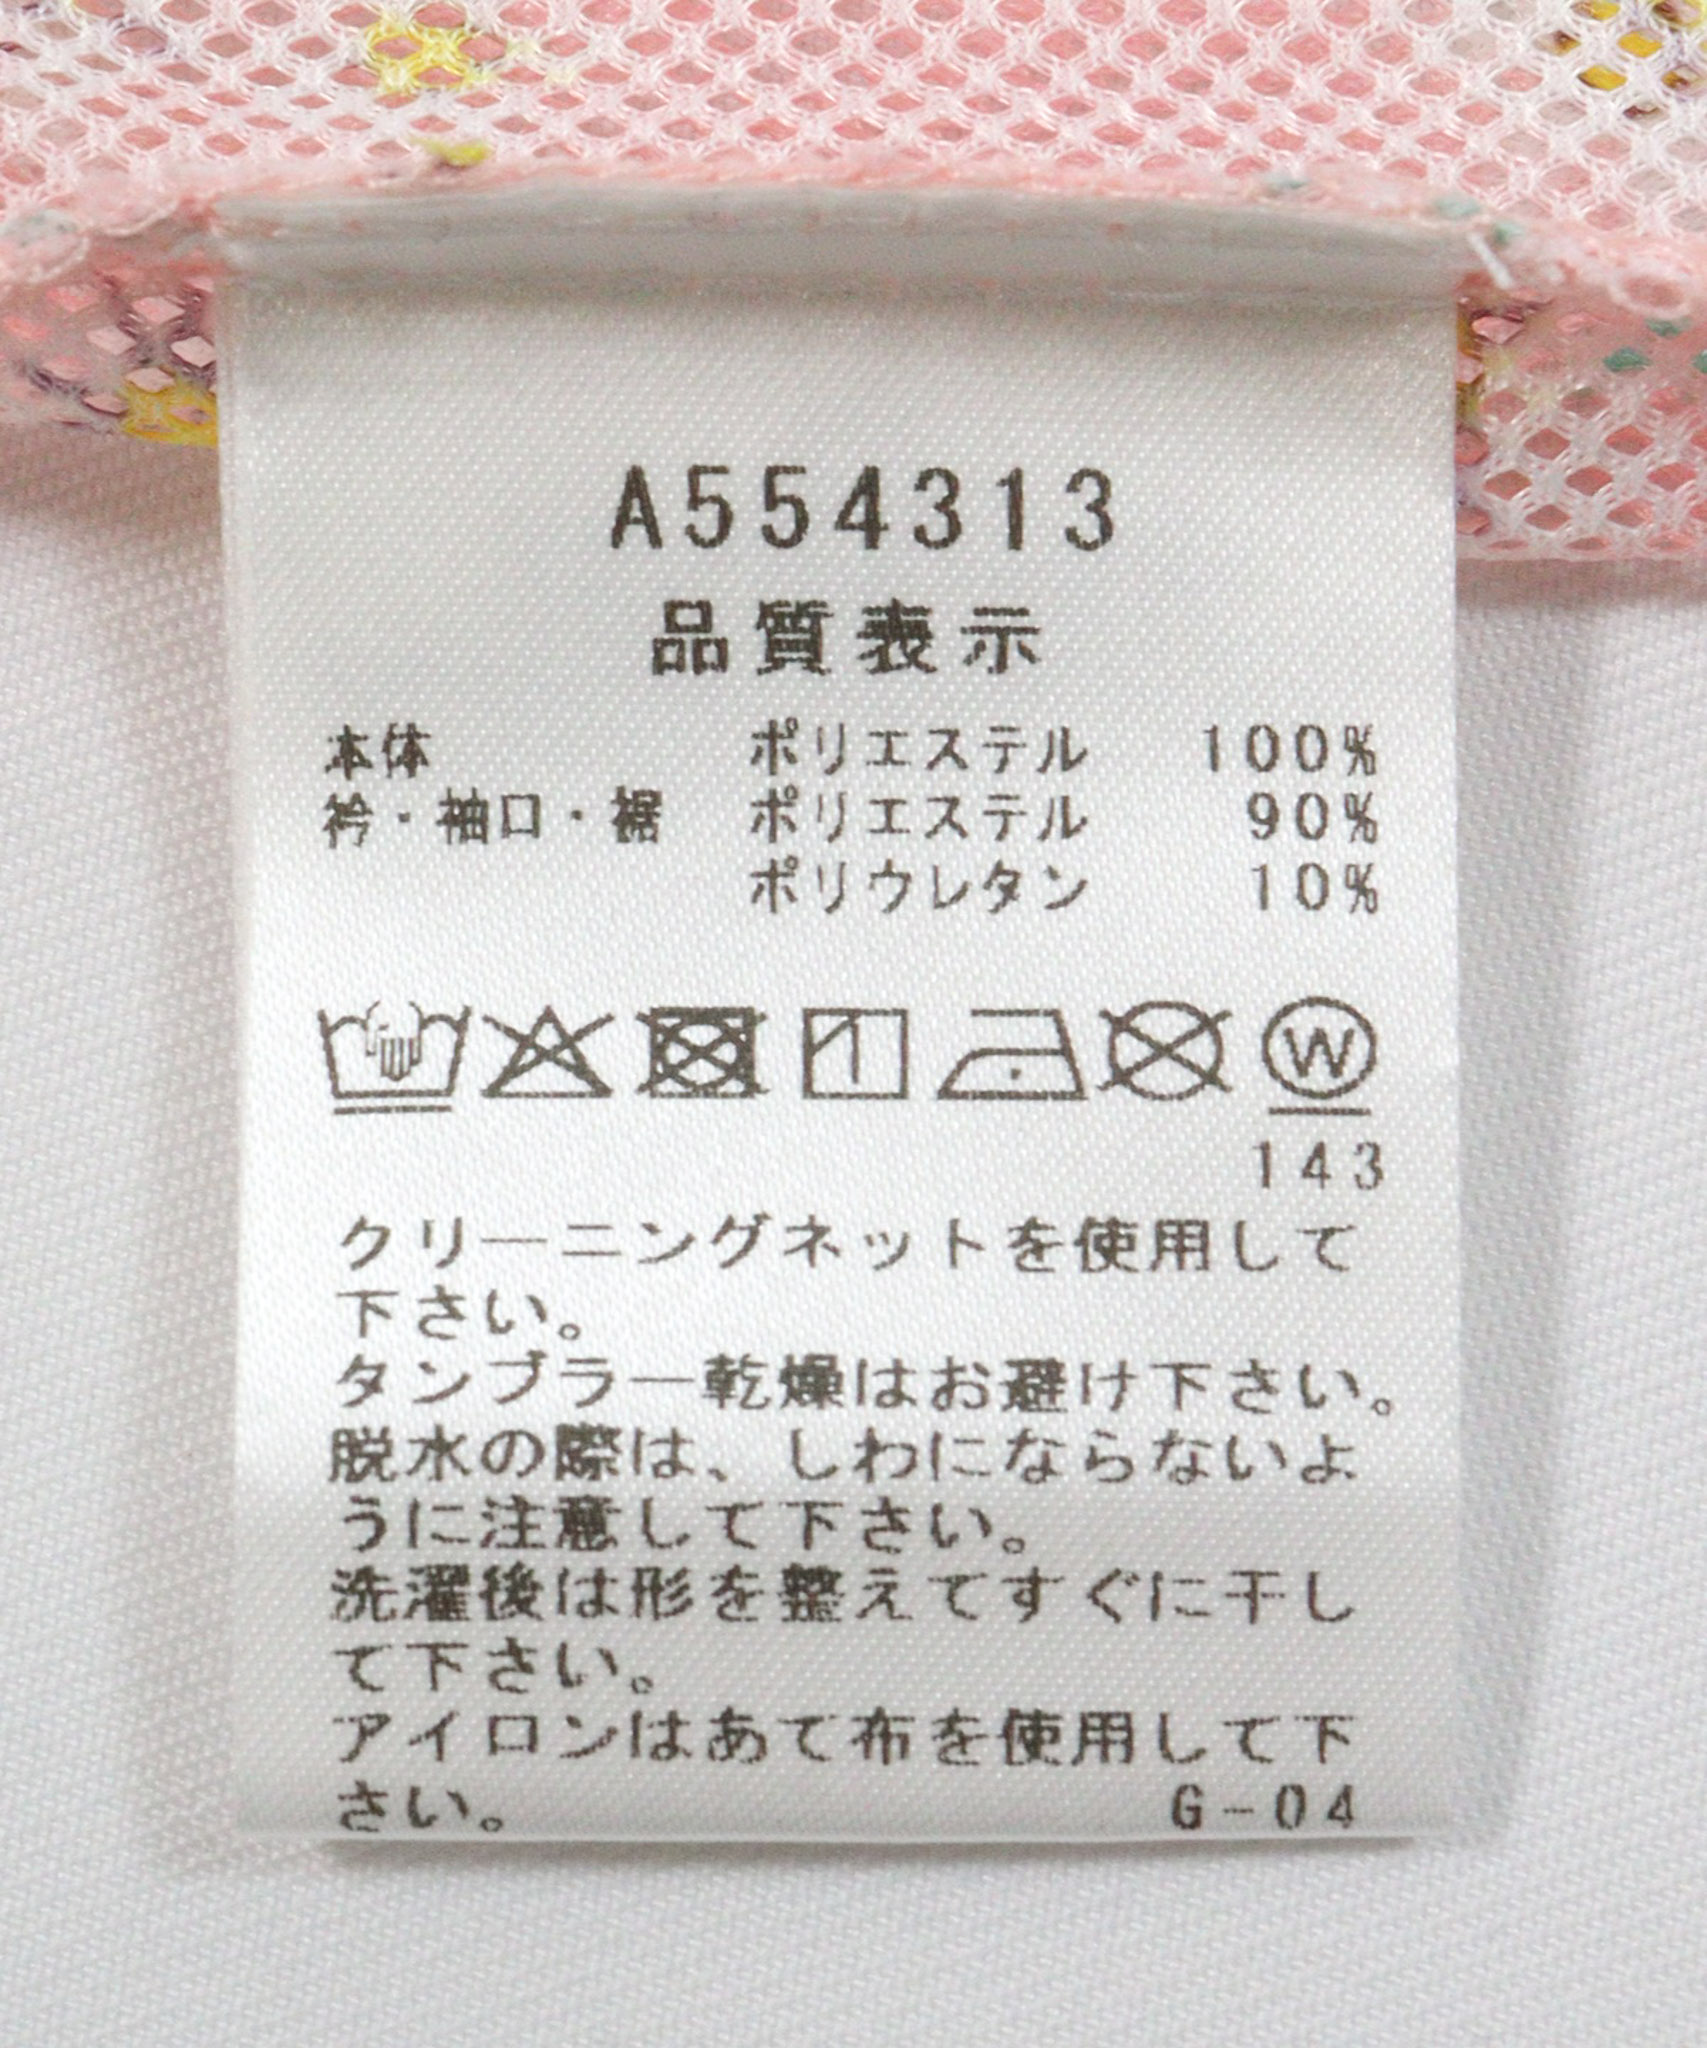 A554313
品質表示
本体 ポリエステル 100%
衿・袖口・裾 ポリエステル 90%
ポリウレタン 10%
W
143
クリーニングネットを使用して
下さい。
タンブラー乾燥はお避け下さい。
脱水の際は、しわにならないよ
うに注意して下さい。
洗濯後は形を整えてすぐに干し
て下さい。
アイロンはあて布を使用して下
さい。 G-04